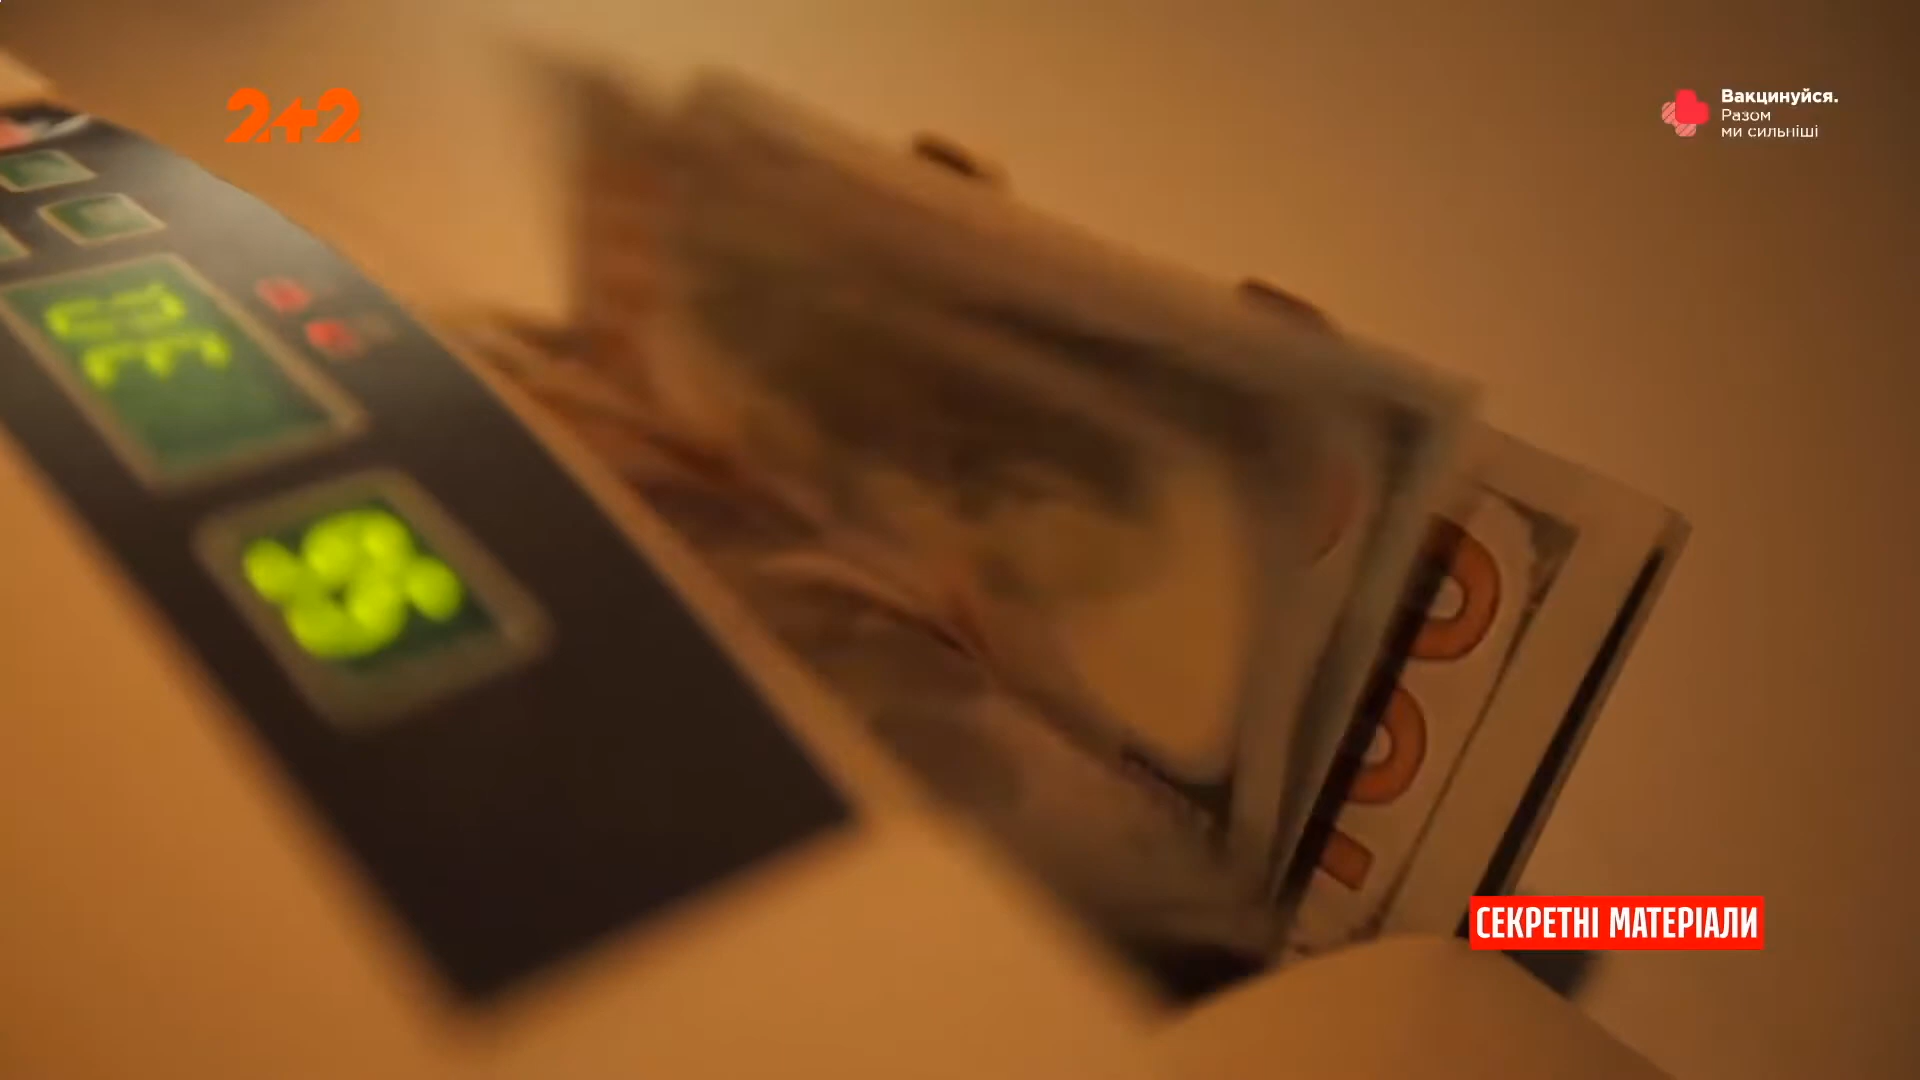 2+2
Вакцинуйся.
Разом
ми сильніші
СЕКРЕТНІ МАТЕРІАЛИ